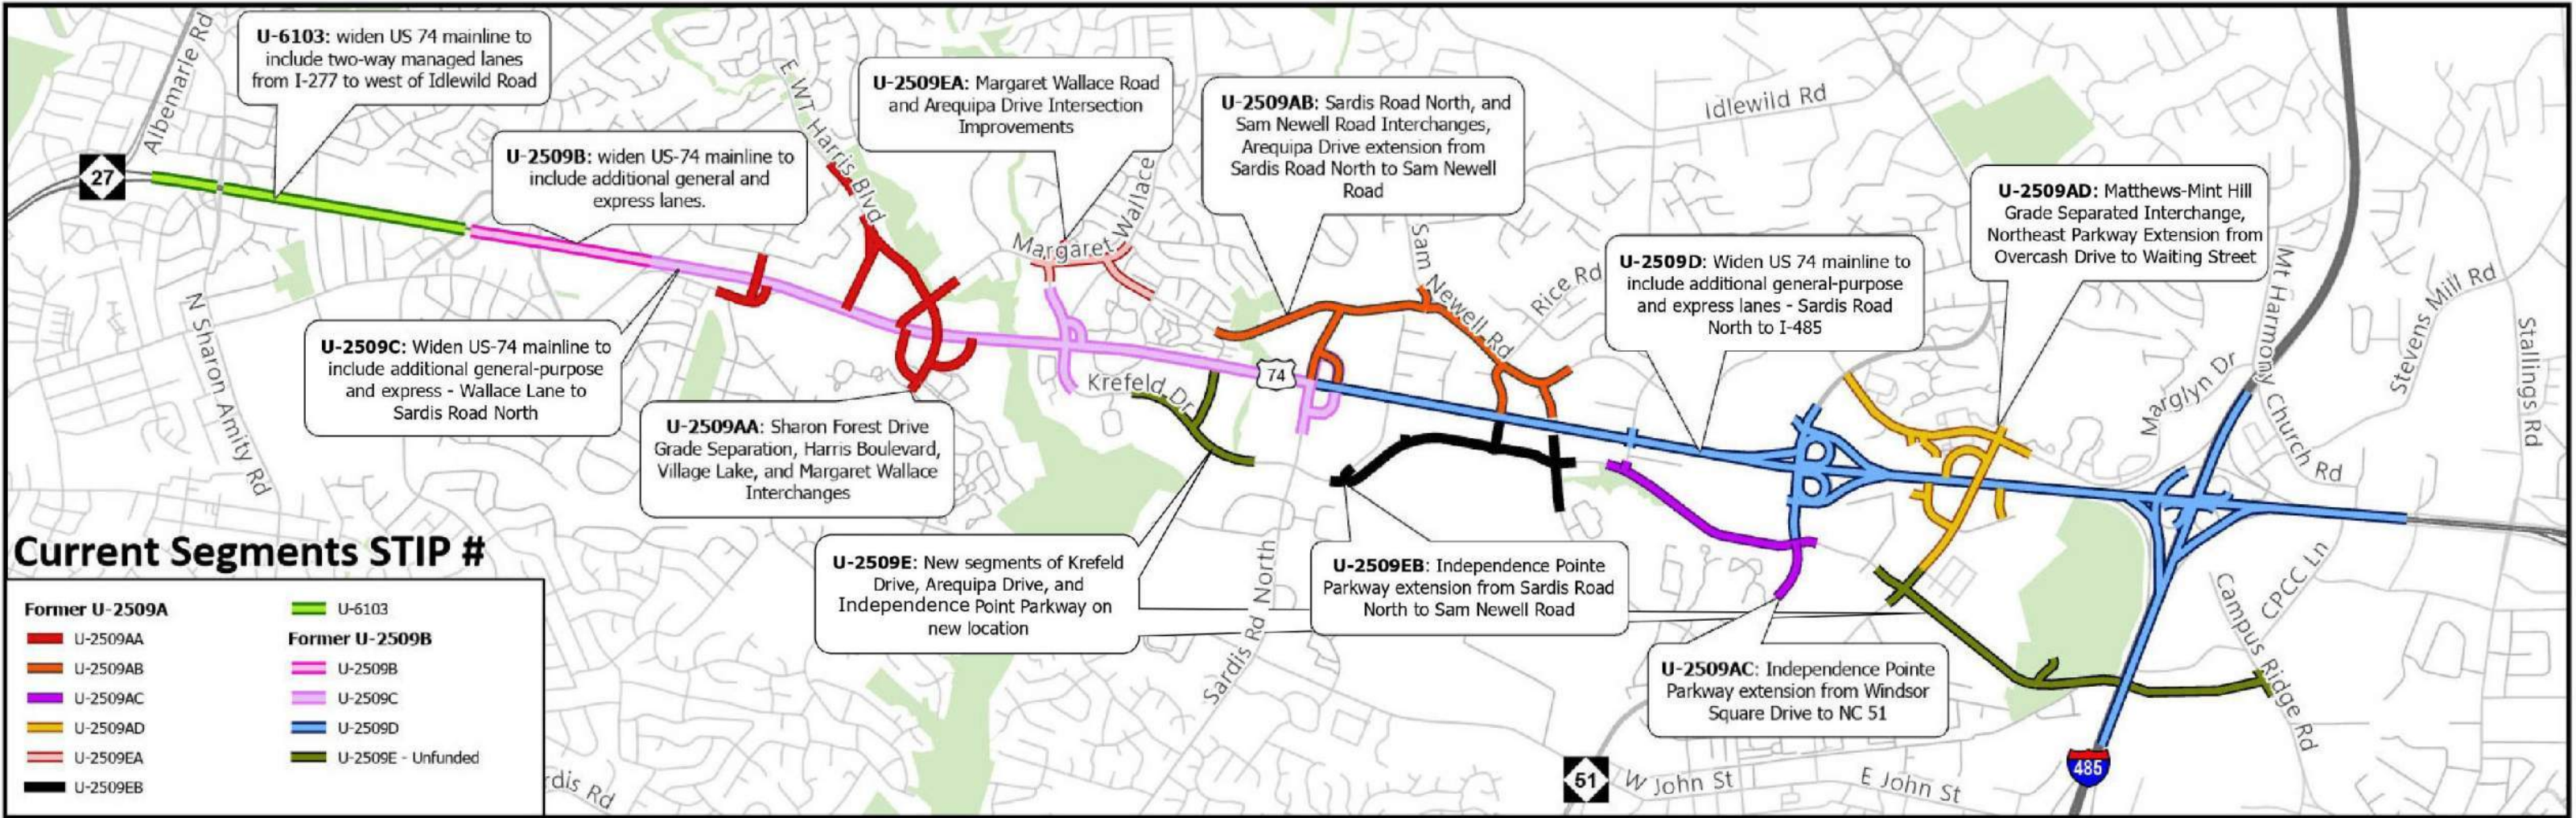 Albemarle Rd
27
U-6103: widen US 74 mainline to
include two-way managed lanes
from I-277 to west of Idlewild Road
U-2509B: widen US-74 mainline to
include additional general and
express lanes.
E WT Harris Blvd
U-2509EA: Margaret Wallace Road
and Arequipa Drive Intersection
Improvements
Margaret Wallace
U-2509AB: Sardis Road North, and
Sam Newell Road Interchanges,
Arequipa Drive extension from
Sardis Road North to Sam Newell
Road
Idlewild Rd
Sam Newell Rd
Rice Rd
U-2509D: Widen US 74 mainline to
include additional general-purpose
and express lanes - Sardis Road
North to I-485
U-2509AD: Matthews-Mint Hill
Grade Separated Interchange,
Northeast Parkway Extension from
Overcash Drive to Waiting Street
Mt Harmony Church Rd
Marglyn Dr
Stevens Mill Rd
Stallings Rd
N Sharon Amity Rd
U-2509C: Widen US-74 mainline to
include additional general-purpose
and express - Wallace Lane to
Sardis Road North
74
Krefeld Dr
U-2509AA: Sharon Forest Drive
Grade Separation, Harris Boulevard,
Village Lake, and Margaret Wallace
Interchanges
U-2509E: New segments of Krefeld
Drive, Arequipa Drive, and
Independence Point Parkway on
new location
Sardis Rd North
U-2509EB: Independence Pointe
Parkway extension from Sardis Road
North to Sam Newell Road
U-2509AC: Independence Pointe
Parkway extension from Windsor
Square Drive to NC 51
CPCC Ln
Campus Ridge Rd
51
W John St
E John St
485
rdis Rd
Current Segments STIP #
Former U-2509A
U-2509AA
U-2509AB
U-2509AC
U-2509AD
U-2509EA
U-2509EB
U-6103
Former U-2509B
U-2509B
U-2509C
U-2509D
U-2509E - Unfunded